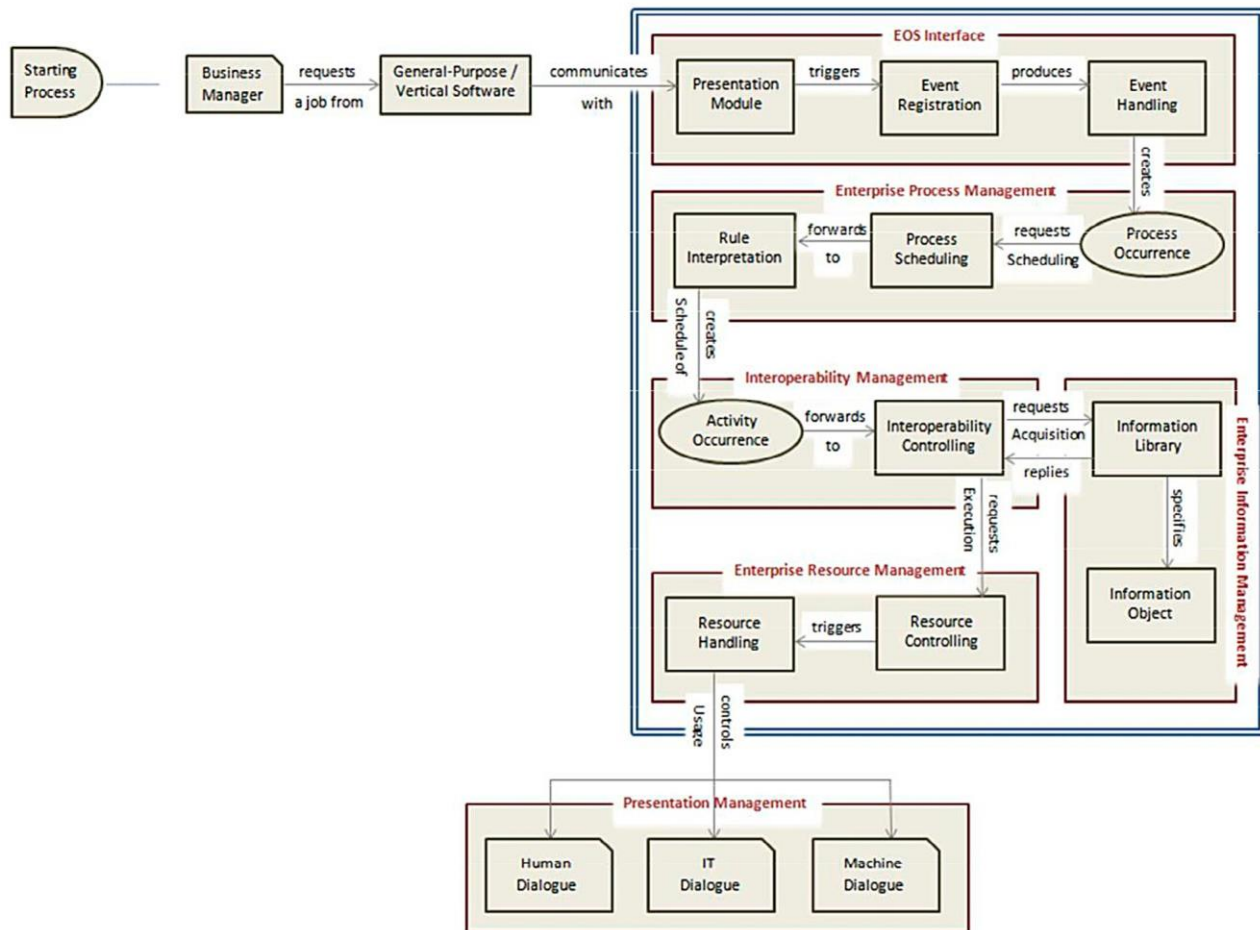 EOS Interface
Starting
Process
Business
Manager
requests
a job from
General-Purpose /
Vertical Software
communicates
with
Presentation
Module
triggers
Event
Registration
produces
Event
Handling
creates
Enterprise Process Management
Rule
Interpretation
forwards
to
Process
Scheduling
requests
Scheduling
Process
Occurrence
creates
Schedule of
Interoperability Management
Activity
Occurrence
forwards
to
Interoperability
Controlling
requests
Acquisition
replies
Information
Library
Enterprise Information Management
specifies
Information
Object
requests
Execution
Enterprise Resource Management
Resource
Handling
triggers
Resource
Controlling
controls
Usage
Presentation Management
Human
Dialogue
IT
Dialogue
Machine
Dialogue